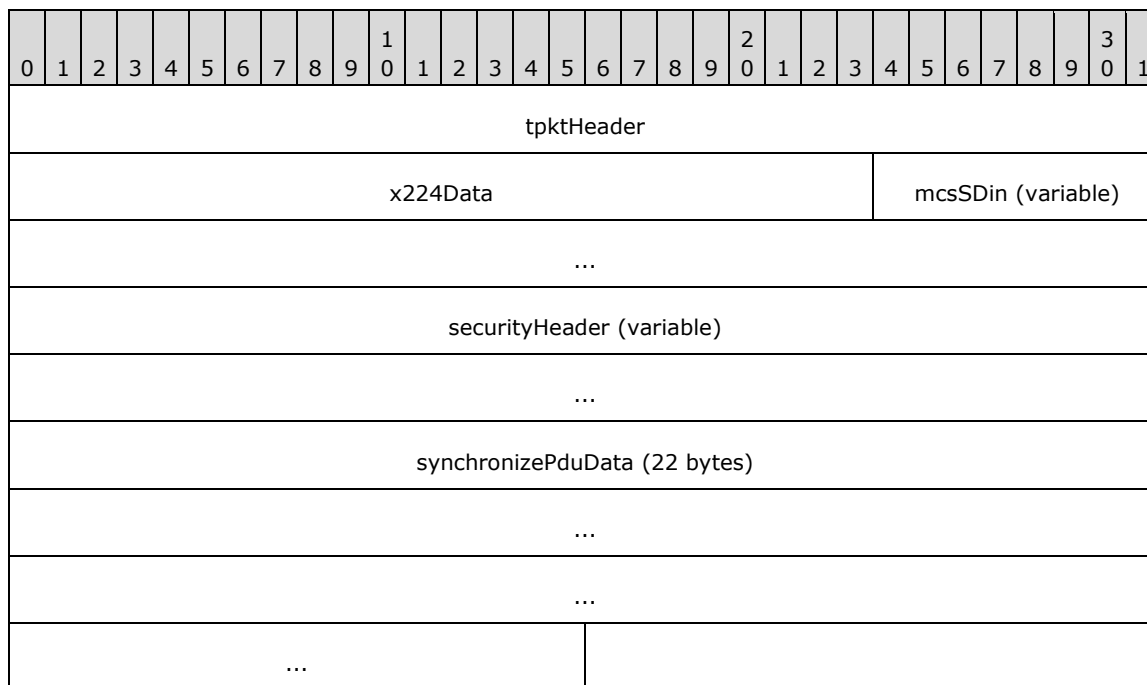 1 2 3
0 1 2 3 4 5 6 7 8 9 0 1 2 3 4 5 6 7 8 9 0 1 2 3 4 5 6 7 8 9 0 1
tpktHeader
x224Data mcsSDin (variable)
...
securityHeader (variable)
...
synchronizePduData (22 bytes)
...
...
...